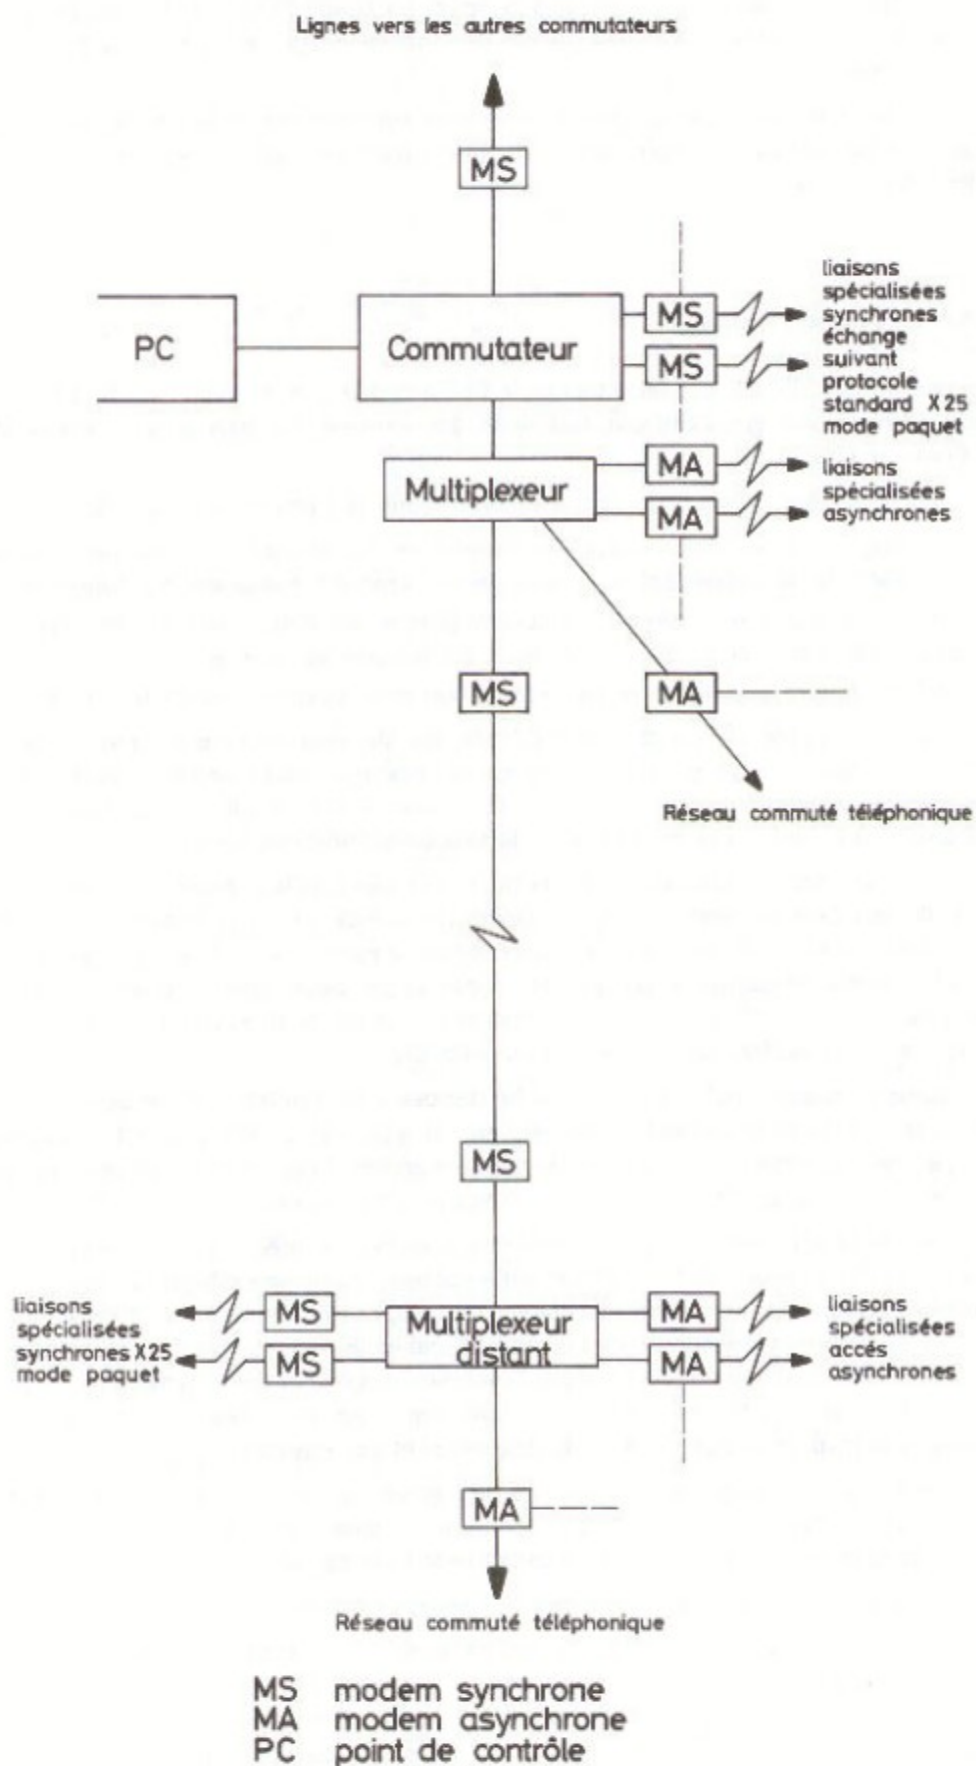 Lignes vers les autres commutateurs
MS
PC
Commutateur
MS
MS
liaisons
spécialisées
synchrones
échange
suivant
protocole
standard X25
mode paquet
Multiplexeur
MA
MA
liaisons
spécialisées
asynchrones
MS
MA
Réseau commuté téléphonique
MS
liaisons
spécialisées
synchrones X25
mode paquet
MS
MS
Multiplexeur
distant
MA
MA
liaisons
spécialisées
accés
asynchrones
MA
Réseau commuté téléphonique
MS modem synchrone
MA modem asynchrone
PC point de contrôle